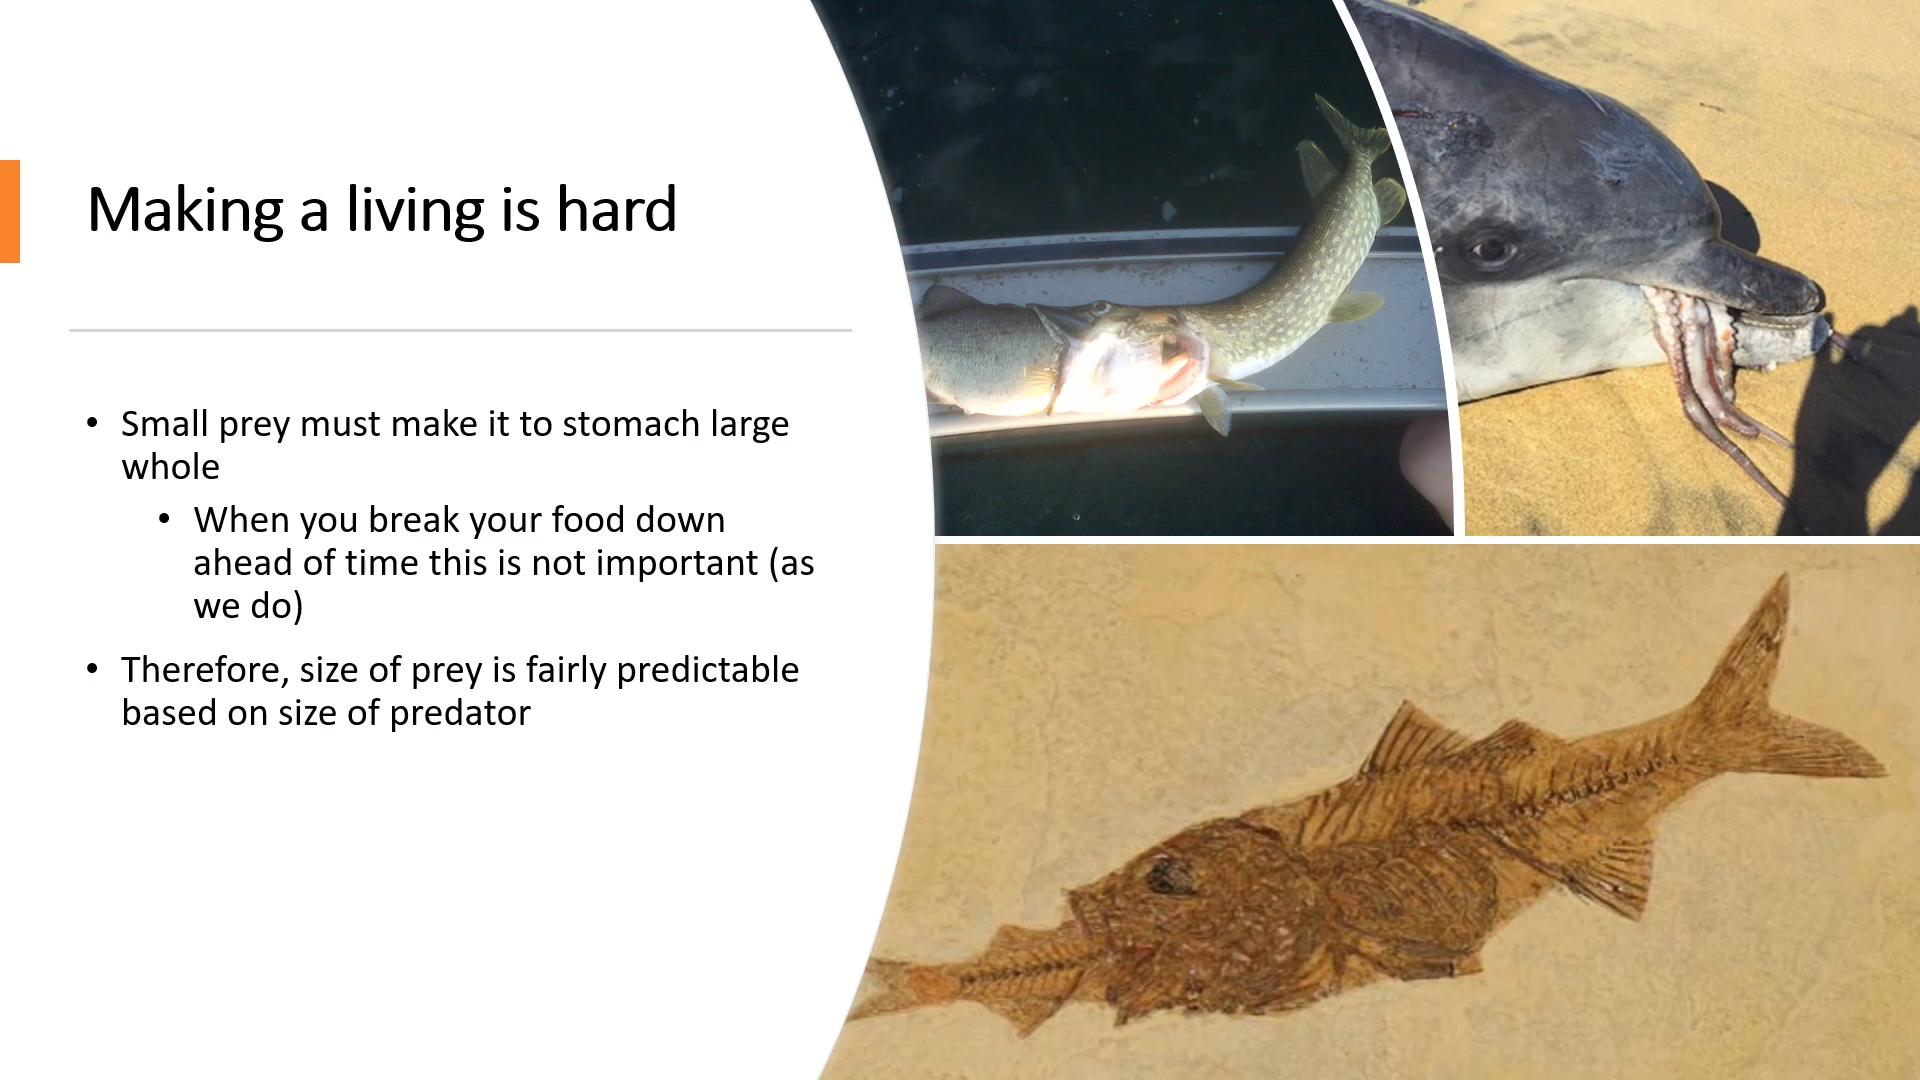 Making a living is hard
• Small prey must make it to stomach large
whole
• When you break your food down
ahead of time this is not important (as
we do)
• Therefore, size of prey is fairly predictable
based on size of predator